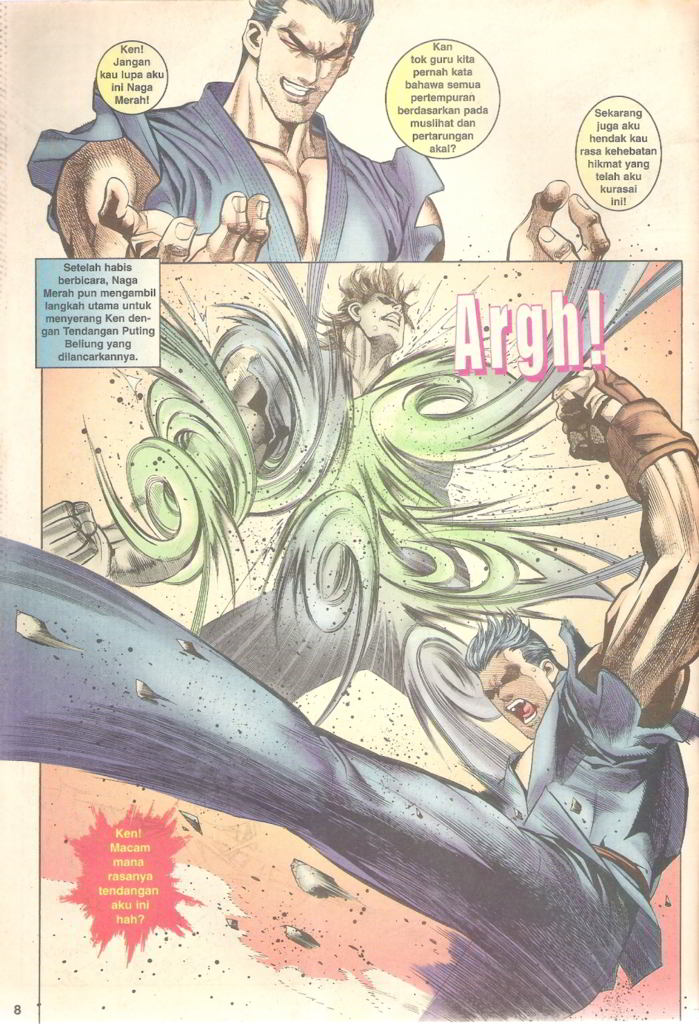 Ken!
Jangan
kau lupa aku
ini Naga
Merah!
Kan
tok guru kita
pernah kata
bahawa semua
pertempuran
berdasarkan pada
muslihat dan
pertarungan
akal?
Sekarang
juga aku
hendak kau
rasa kehebatan
hikmat yang
telah aku
kurasai
ini!
Setelah habis
berbicara, Naga
Merah pun mengambil
langkah utama untuk
menyerang Ken den-
gan Tendangan Puting
Beliung yang
dilancarkannya.
Argh!
Ken!
Macam
mana
rasanya
tendangan
aku ini
hah?
8